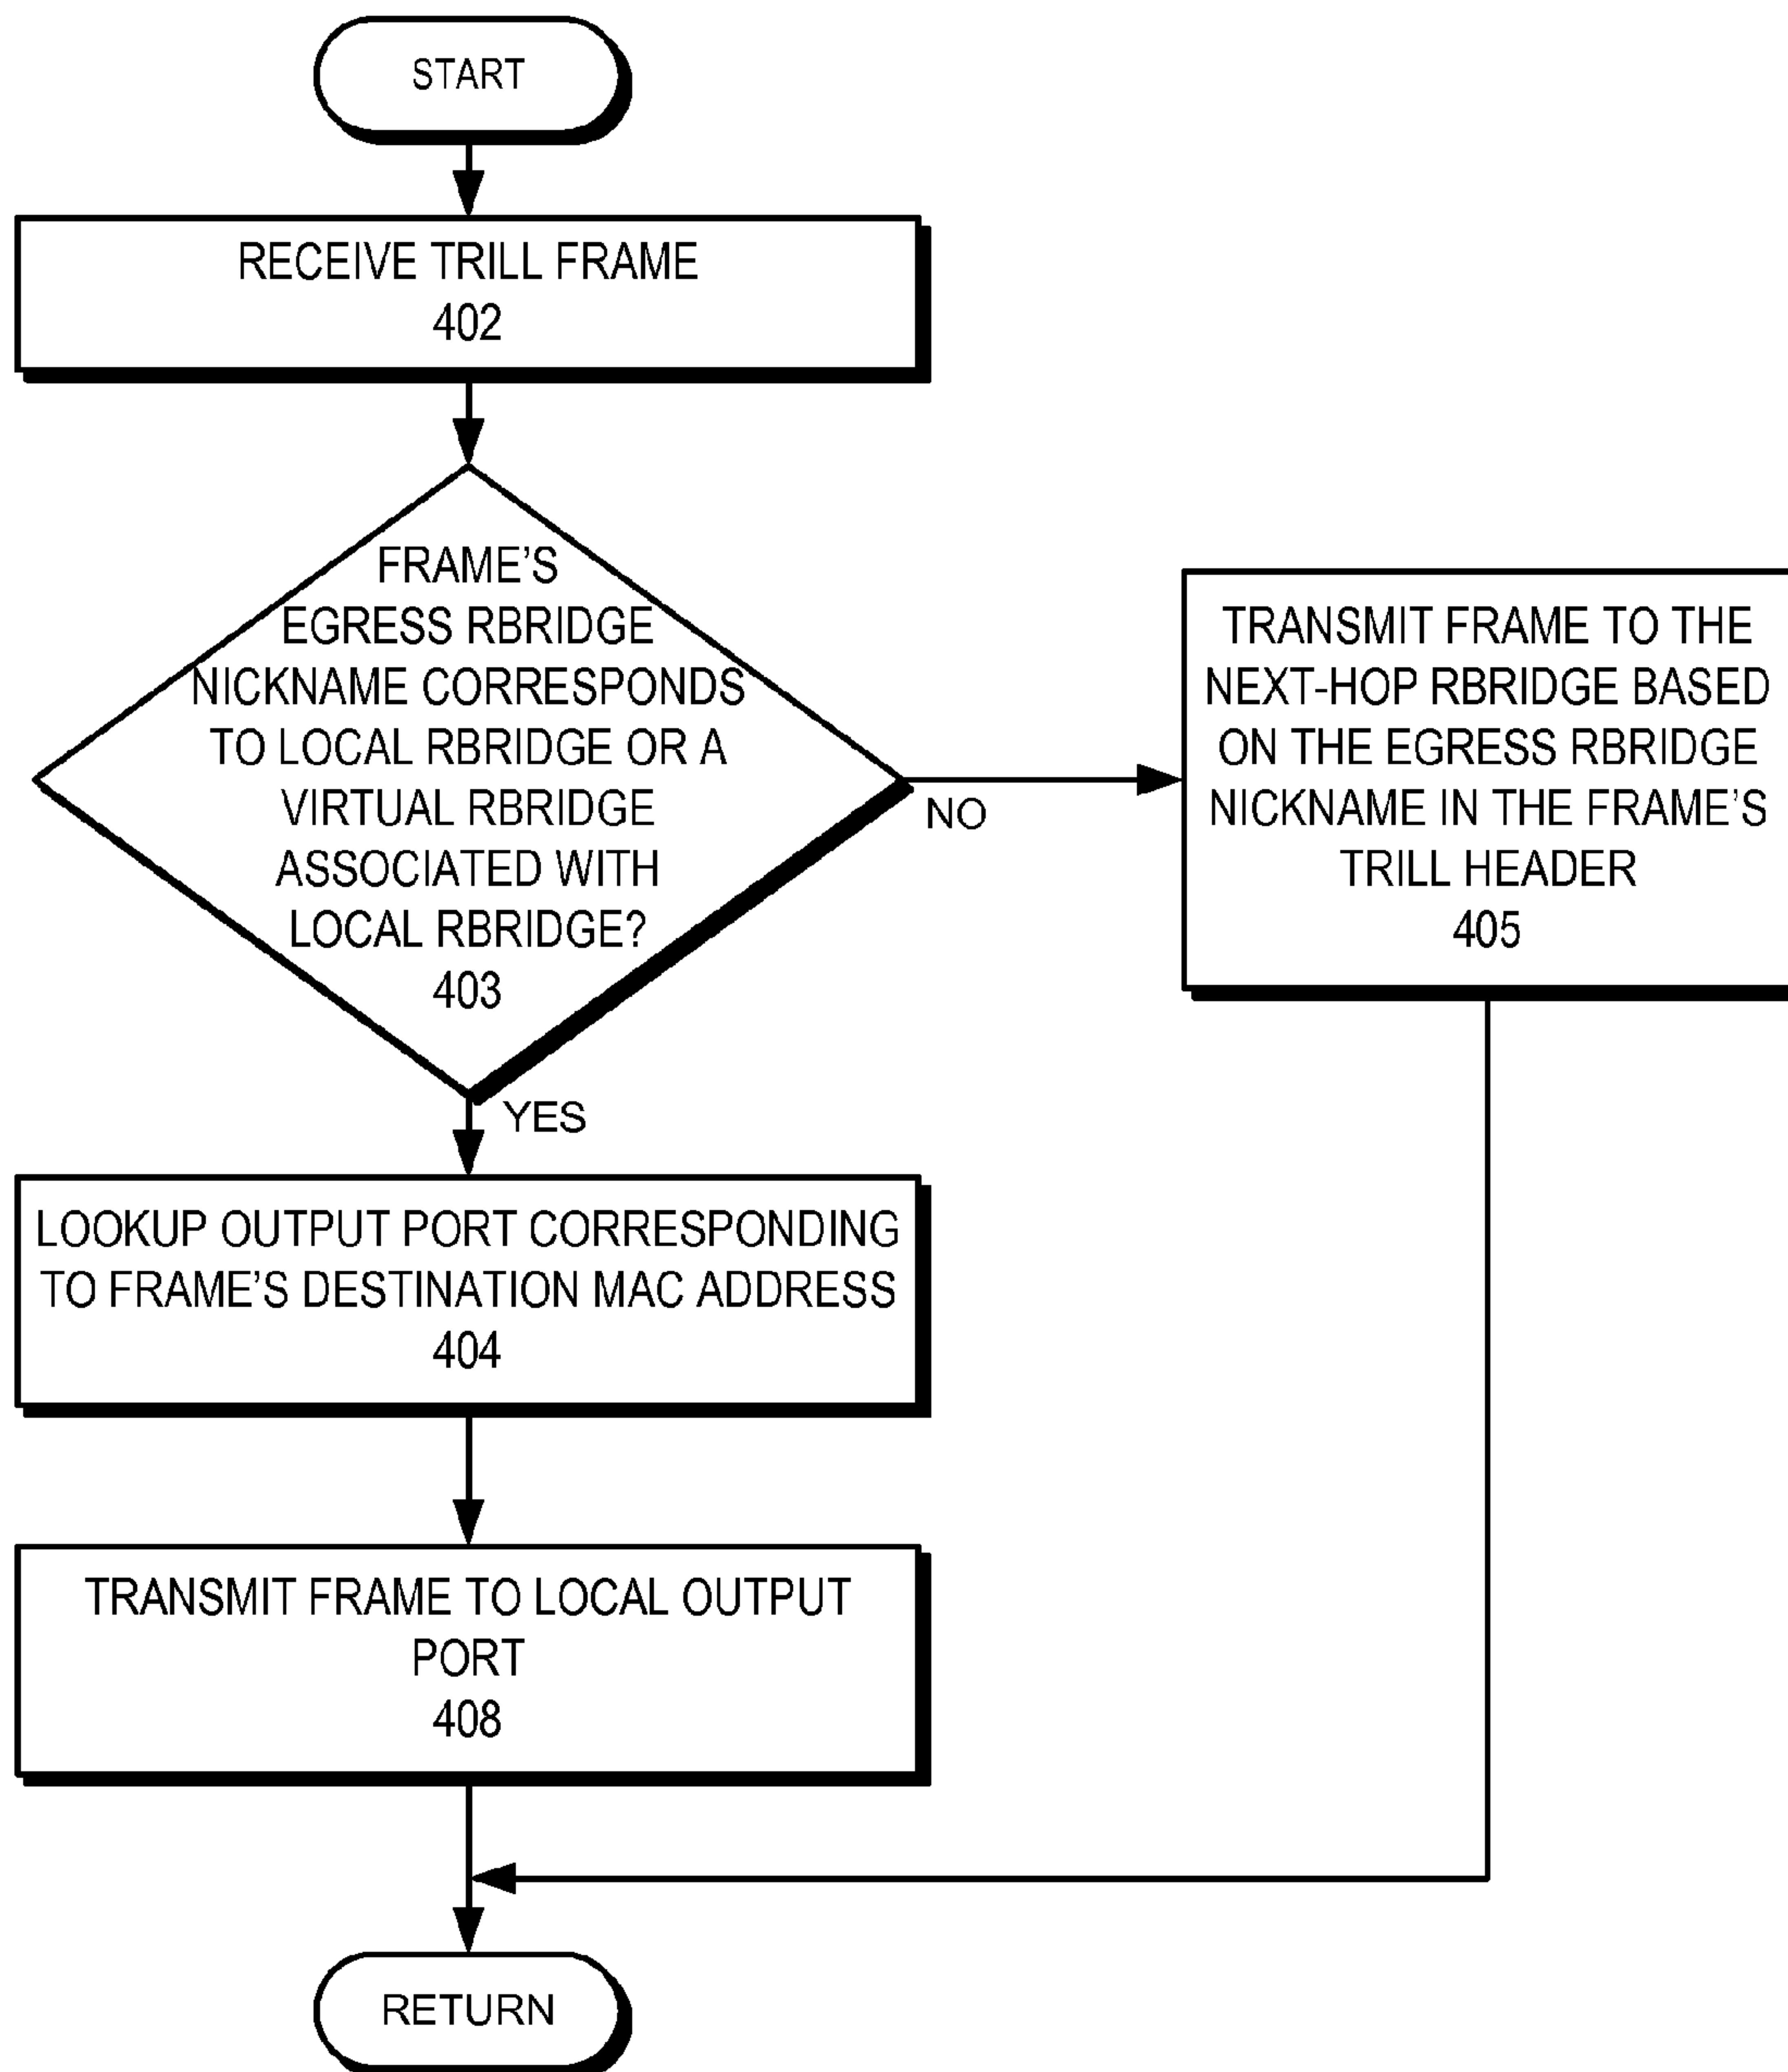 START
RECEIVE TRILL FRAME
402
FRAME'S
EGRESS RBRIDGE
NICKNAME CORRESPONDS
TO LOCAL RBRIDGE OR A
VIRTUAL RBRIDGE
ASSOCIATED WITH
LOCAL RBRIDGE?
403
NO
TRANSMIT FRAME TO THE
NEXT-HOP RBRIDGE BASED
ON THE EGRESS RBRIDGE
NICKNAME IN THE FRAME'S
TRILL HEADER
405
YES
LOOKUP OUTPUT PORT CORRESPONDING
TO FRAME'S DESTINATION MAC ADDRESS
404
TRANSMIT FRAME TO LOCAL OUTPUT
PORT
408
RETURN